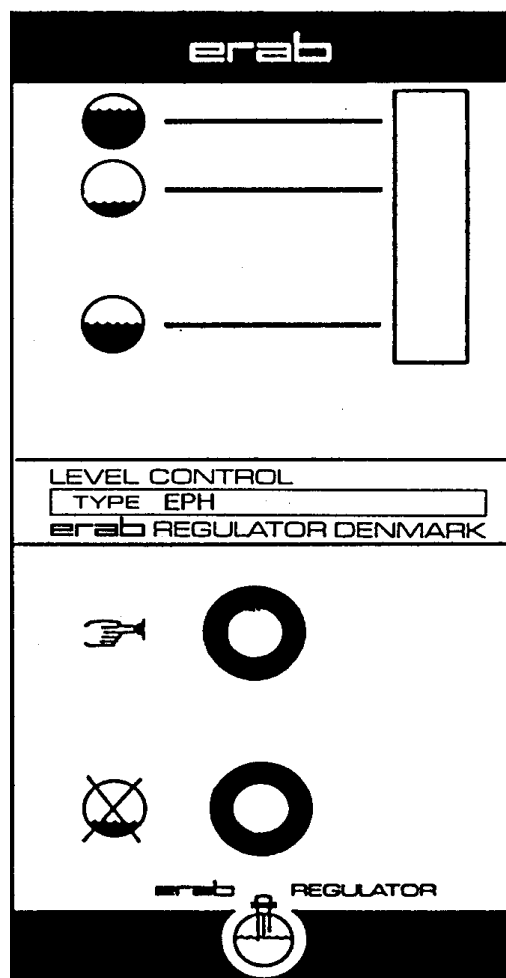 erab
LEVEL CONTROL
TYPE EPH
erab REGULATOR DENMARK
erab REGULATOR